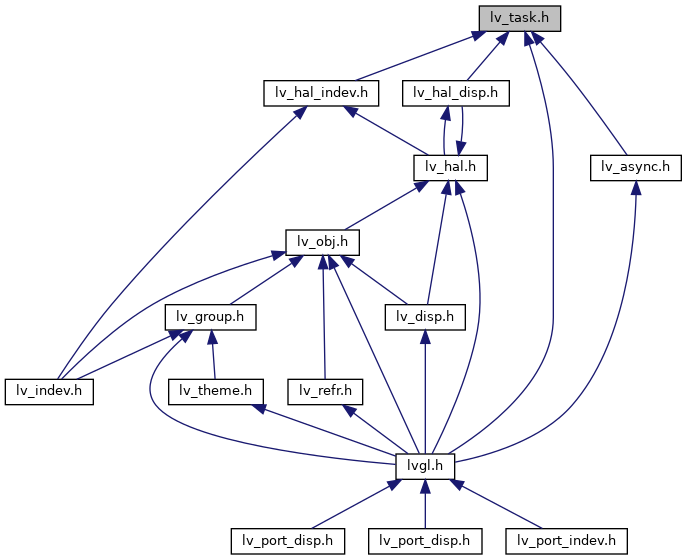 lv_task.h
lv_hal_indev.h
lv_hal_disp.h
lv_hal.h
lv_async.h
lv_obj.h
lv_group.h
lv_disp.h
lv_indev.h
lv_theme.h
lv_refr.h
lvgl.h
lv_port_disp.h
lv_port_disp.h
lv_port_indev.h